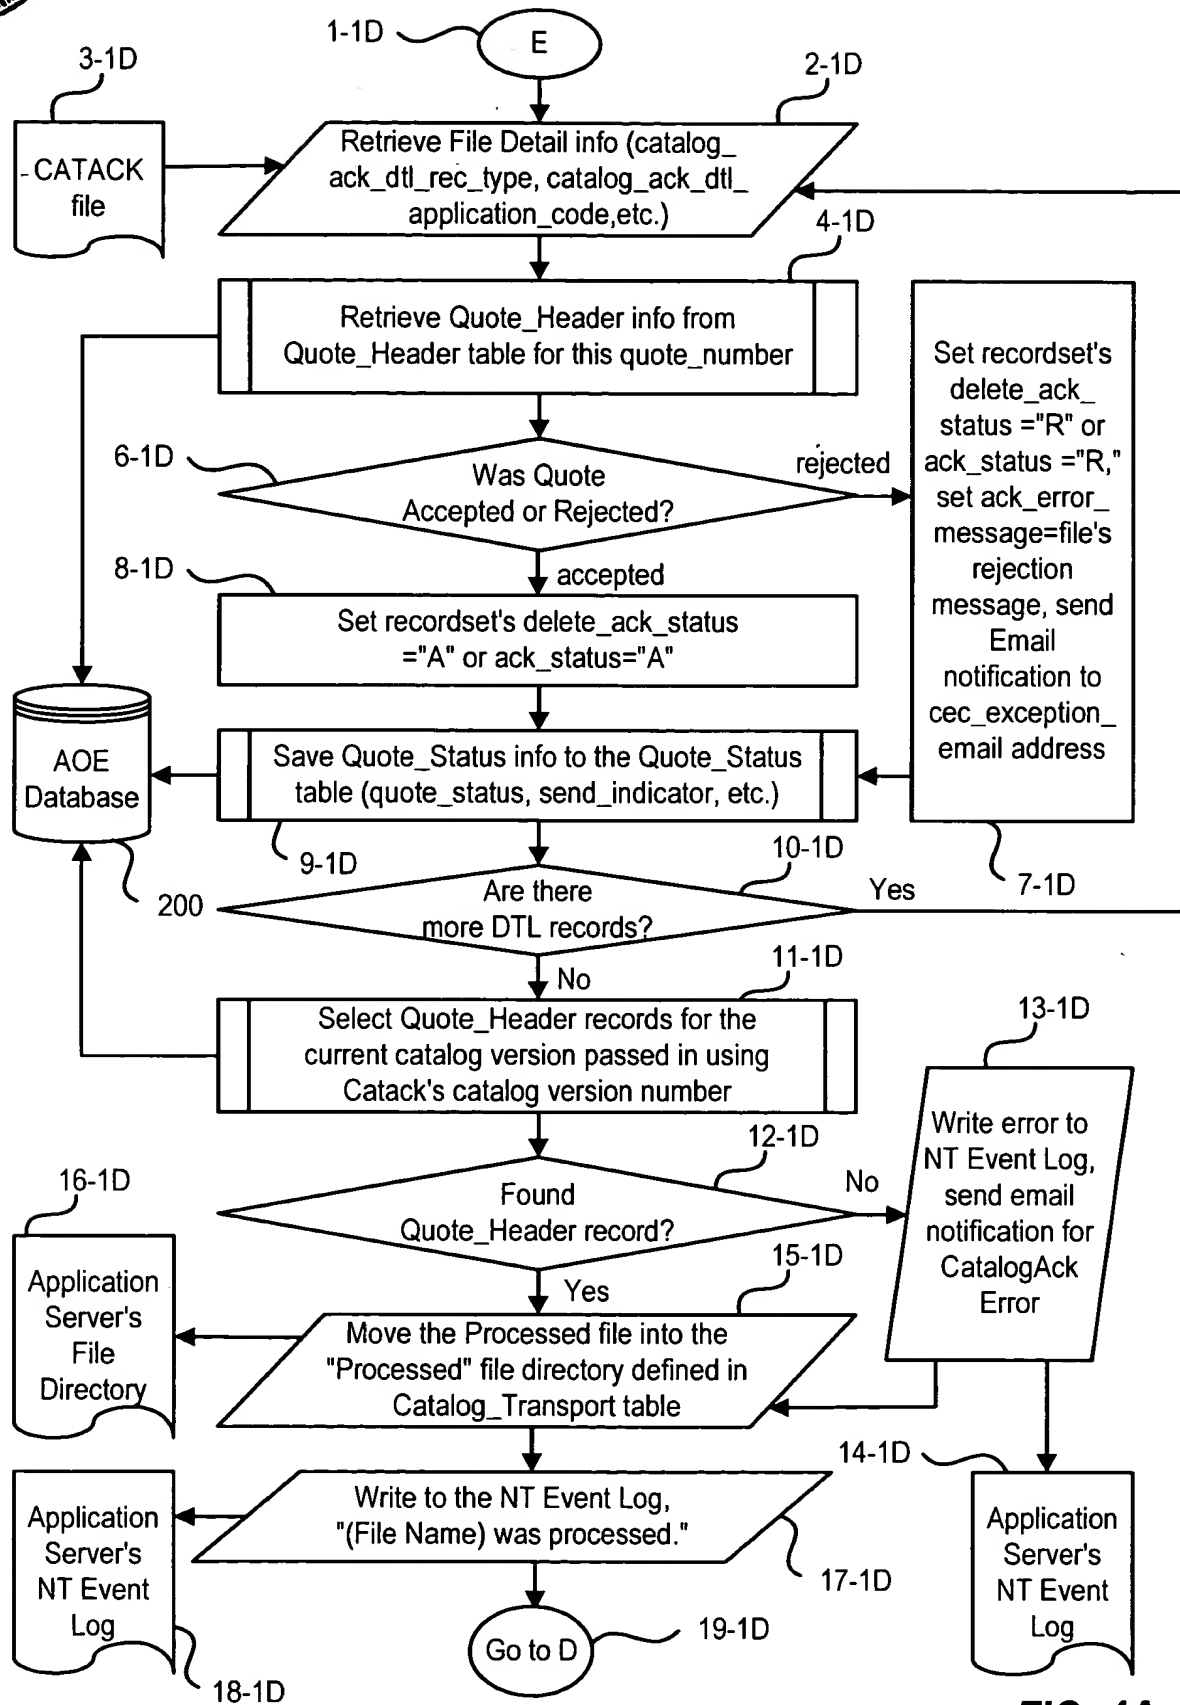 1-1D
E
3-1D
2-1D
CATACK
file
Retrieve File Detail info (catalog_
ack_dtl_rec_type, catalog_ack_dtl_
application_code,etc.)
4-1D
Retrieve Quote_Header info from
Quote_Header table for this quote_number
Set recordset's
delete_ack_
status ="R" or
ack_status ="R,"
set ack_error_
message=file's
rejection
message, send
Email
notification to
cec_exception_
email address
6-1D
Was Quote
Accepted or Rejected?
rejected
8-1D
accepted
Set recordset's delete_ack_status
="A" or ack_status="A"
AOE
Database
Save Quote_Status info to the Quote_Status
table (quote_status, send_indicator, etc.)
9-1D
10-1D
7-1D
200
Are there
more DTL records?
Yes
11-1D
No
Select Quote_Header records for the
current catalog version passed in using
Catack's catalog version number
13-1D
Write error to
NT Event Log,
send email
notification for
CatalogAck
Error
12-1D
Found
Quote_Header record?
No
16-1D
15-1D
Yes
Application
Server's
File
Directory
Move the Processed file into the
"Processed" file directory defined in
Catalog_Transport table
14-1D
Application
Server's
NT Event
Log
Write to the NT Event Log,
"(File Name) was processed."
17-1D
Application
Server's
NT Event
Log
18-1D
Go to D
19-1D